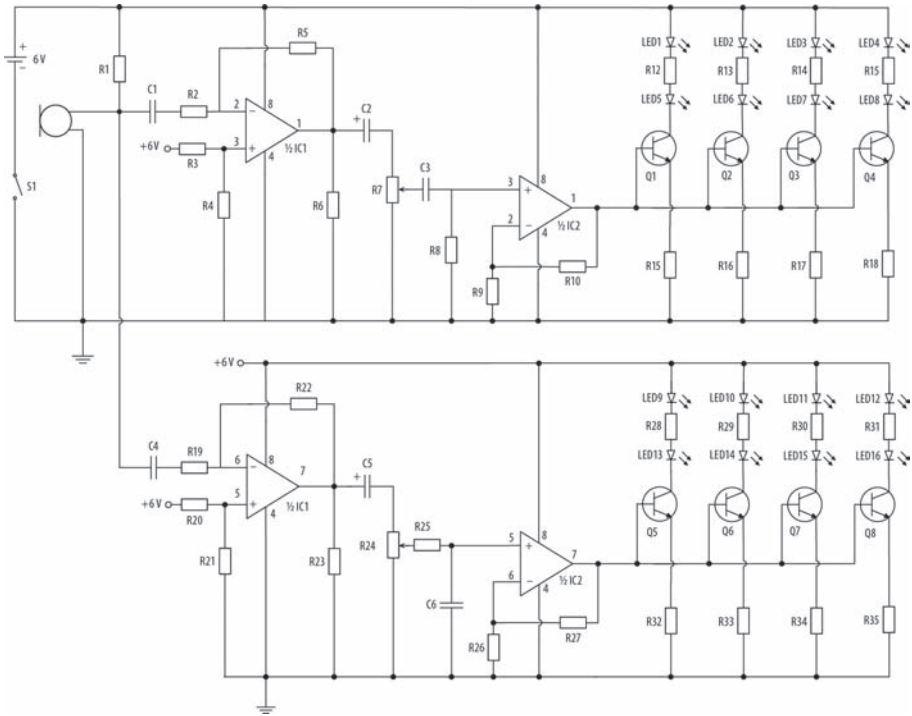 LED1 LED2 LED3 LED4
+ 6 V −
R1
R5
R12 R13 R14 R15
C1 R2
2 − 8
C2
LED5 LED6 LED7 LED8
+6V R3
3 + 1
4 ½ IC1
+
R7
C3
Q1 Q2 Q3 Q4
S1
R4
R6
3 + 8 1
2 − 4 ½ IC2
R8
R9
R10
R15 R16 R17 R18
+6V
R22
LED9 LED10 LED11 LED12
R28 R29 R30 R31
C4 R19
6 − 8 7
C5
LED13 LED14 LED15 LED16
+6V R20
5 +
4 ½ IC1
+
R24
R25
Q5 Q6 Q7 Q8
R21
R23
5 + 8 7
6 − 4 ½ IC2
C6
R26
R27
R32 R33 R34 R35